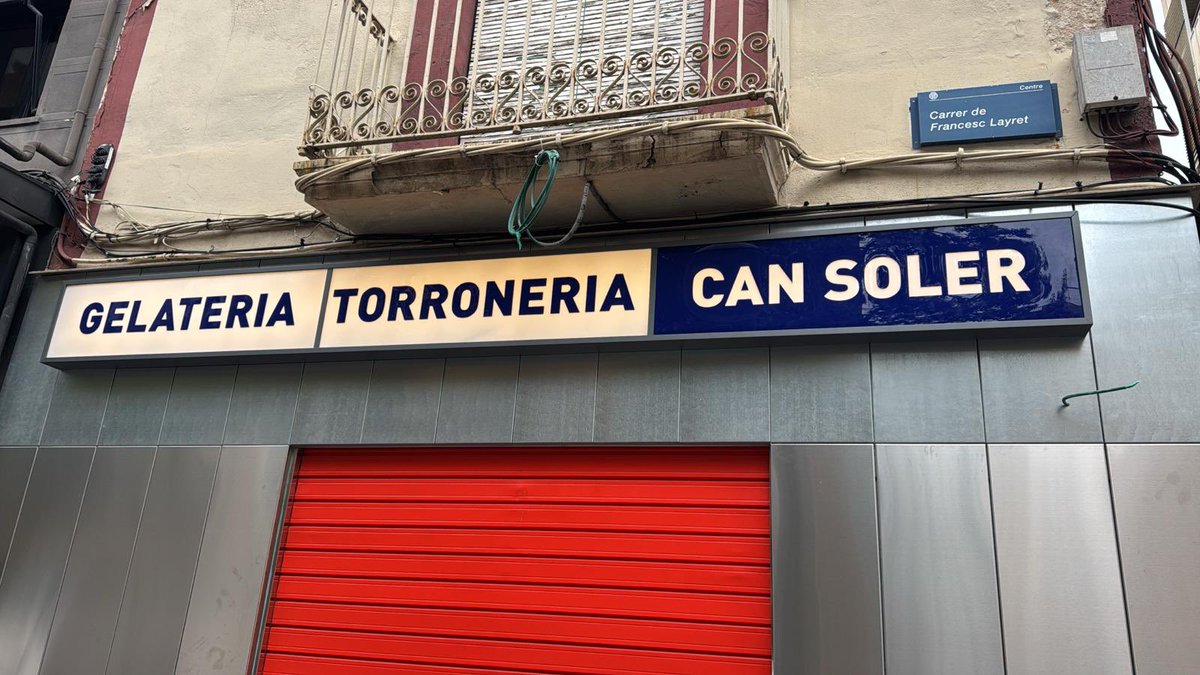 Centre
Carrer de
Francesc Layret
GELATERIA TORRONERIA CAN SOLER